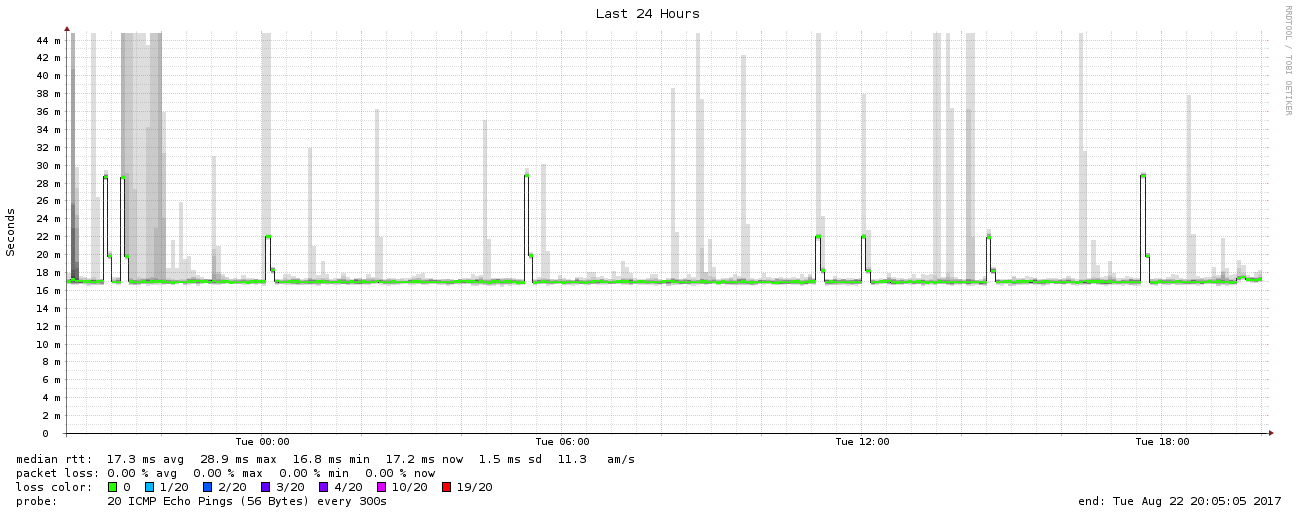 Last 24 Hours
RRDTOOL / TOBI OETIKER
Seconds
44 m
42 m
40 m
38 m
36 m
34 m
32 m
30 m
28 m
26 m
24 m
22 m
20 m
18 m
16 m
14 m
12 m
10 m
8 m
6 m
4 m
2 m
0
Tue 00:00 Tue 06:00 Tue 12:00 Tue 18:00
median rtt: 17.3 ms avg 28.9 ms max 16.8 ms min 17.2 ms now 1.5 ms sd 11.3 am/s
packet loss: 0.00 % avg 0.00 % max 0.00 % min 0.00 % now
loss color: 0 1/20 2/20 3/20 4/20 10/20 19/20
probe: 20 ICMP Echo Pings (56 Bytes) every 300s end: Tue Aug 22 20:05:05 2017